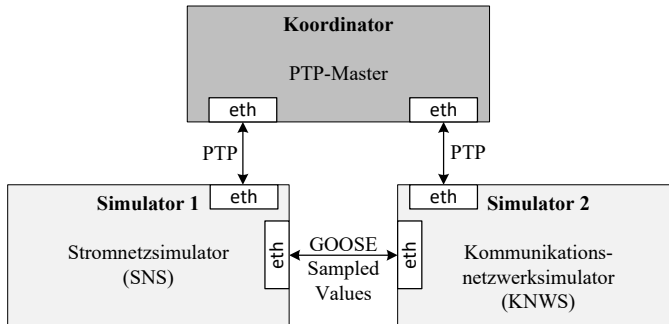 Koordinator
PTP-Master
eth
eth
PTP
PTP
eth
eth
Simulator 1
Stromnetzsimulator
(SNS)
eth
GOOSE
Sampled
Values
eth
Simulator 2
Kommunikations-
netzwerksimulator
(KNWS)